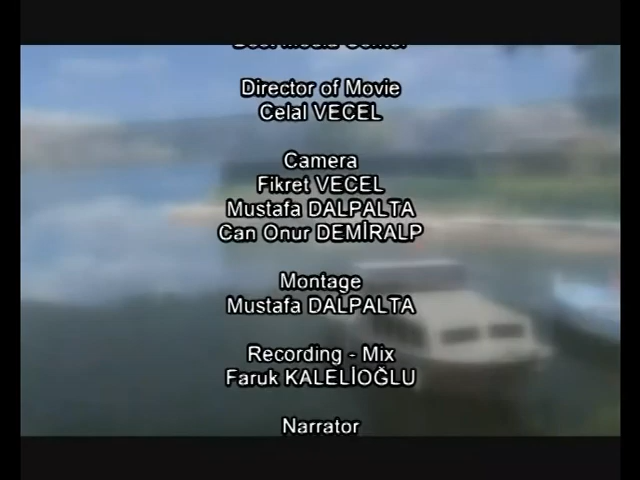 Director of Movie
Celal VECEL
Camera
Fikret VECEL
Mustafa DALPALTA
Can Onur DEMİRALP
Montage
Mustafa DALPALTA
Recording - Mix
Faruk KALELİOĞLU
Narrator